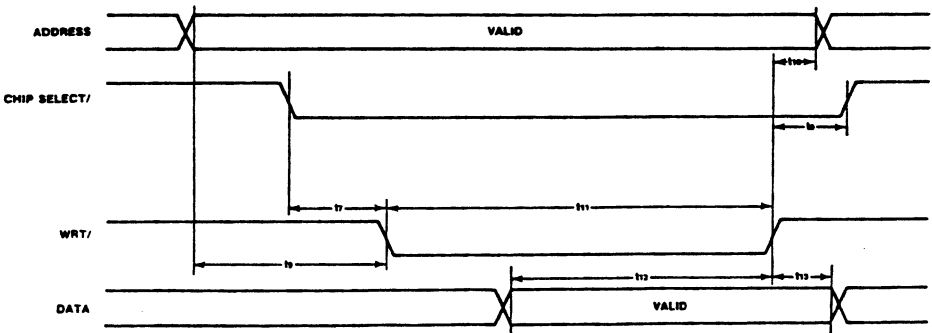 ADDRESS
VALID
t10
CHIP SELECT/
t8
t7
t11
WRT/
t9
t12
t13
DATA
VALID